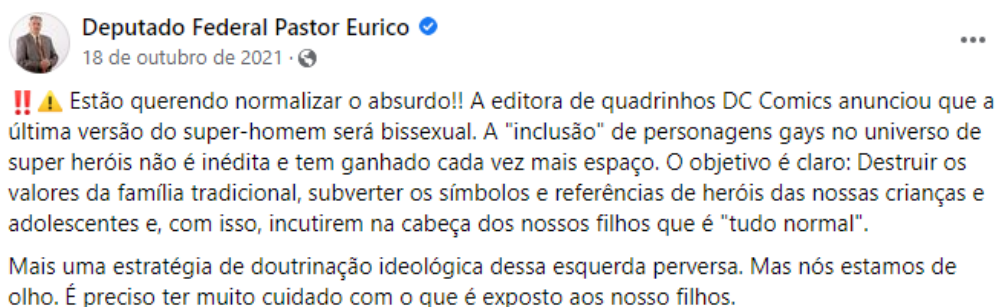 Deputado Federal Pastor Eurico
18 de outubro de 2021 ·
‼️⚠️ Estão querendo normalizar o absurdo!! A editora de quadrinhos DC Comics anunciou que a
última versão do super-homem será bissexual. A "inclusão" de personagens gays no universo de
super heróis não é inédita e tem ganhado cada vez mais espaço. O objetivo é claro: Destruir os
valores da família tradicional, subverter os símbolos e referências de heróis das nossas crianças e
adolescentes e, com isso, incutirem na cabeça dos nossos filhos que é "tudo normal".
Mais uma estratégia de doutrinação ideológica dessa esquerda perversa. Mas nós estamos de
olho. É preciso ter muito cuidado com o que é exposto aos nosso filhos.